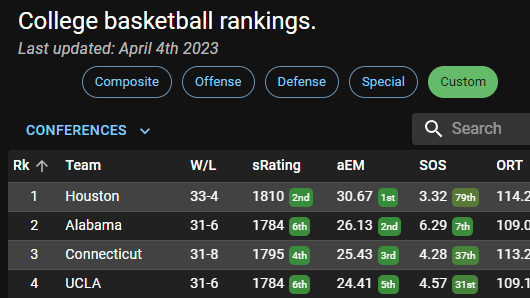 College basketball rankings.
Last updated: April 4th 2023
Composite Offense Defense Special Custom
CONFERENCES Search
Rk Team W/L sRating aEM SOS ORT
1 Houston 33-4 1810 2nd 30.67 1st 3.32 79th 114.2
2 Alabama 31-6 1784 6th 26.13 2nd 6.29 7th 109.0
3 Connecticut 31-8 1795 4th 25.43 3rd 4.28 37th 113.2
4 UCLA 31-6 1784 6th 24.41 5th 4.57 31st 109.1